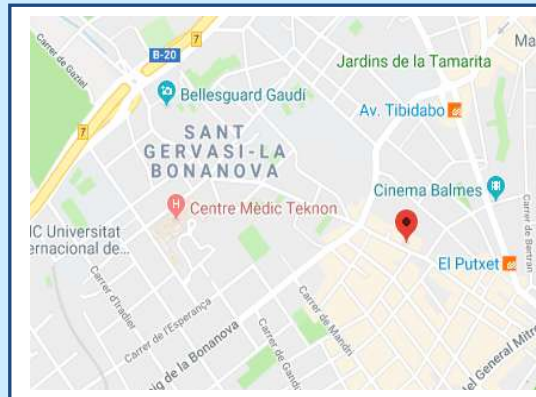 Carrer de Gaziel
7
B-20
Jardins de la Tamarita
Ma
Bellesguard Gaudí
Av. Tibidabo
7
SANT
GERVASI-LA
BONANOVA
Cinema Balmes
H
Centre Mèdic Teknon
Carrer de Bertran
IC Universitat
ernacional de...
El Putxet
Carrer d'Iradier
Carrer de l'Esperança
Carrer de Mandri
ig de la Bonanova
Carrer de Gandu
del General Mitre